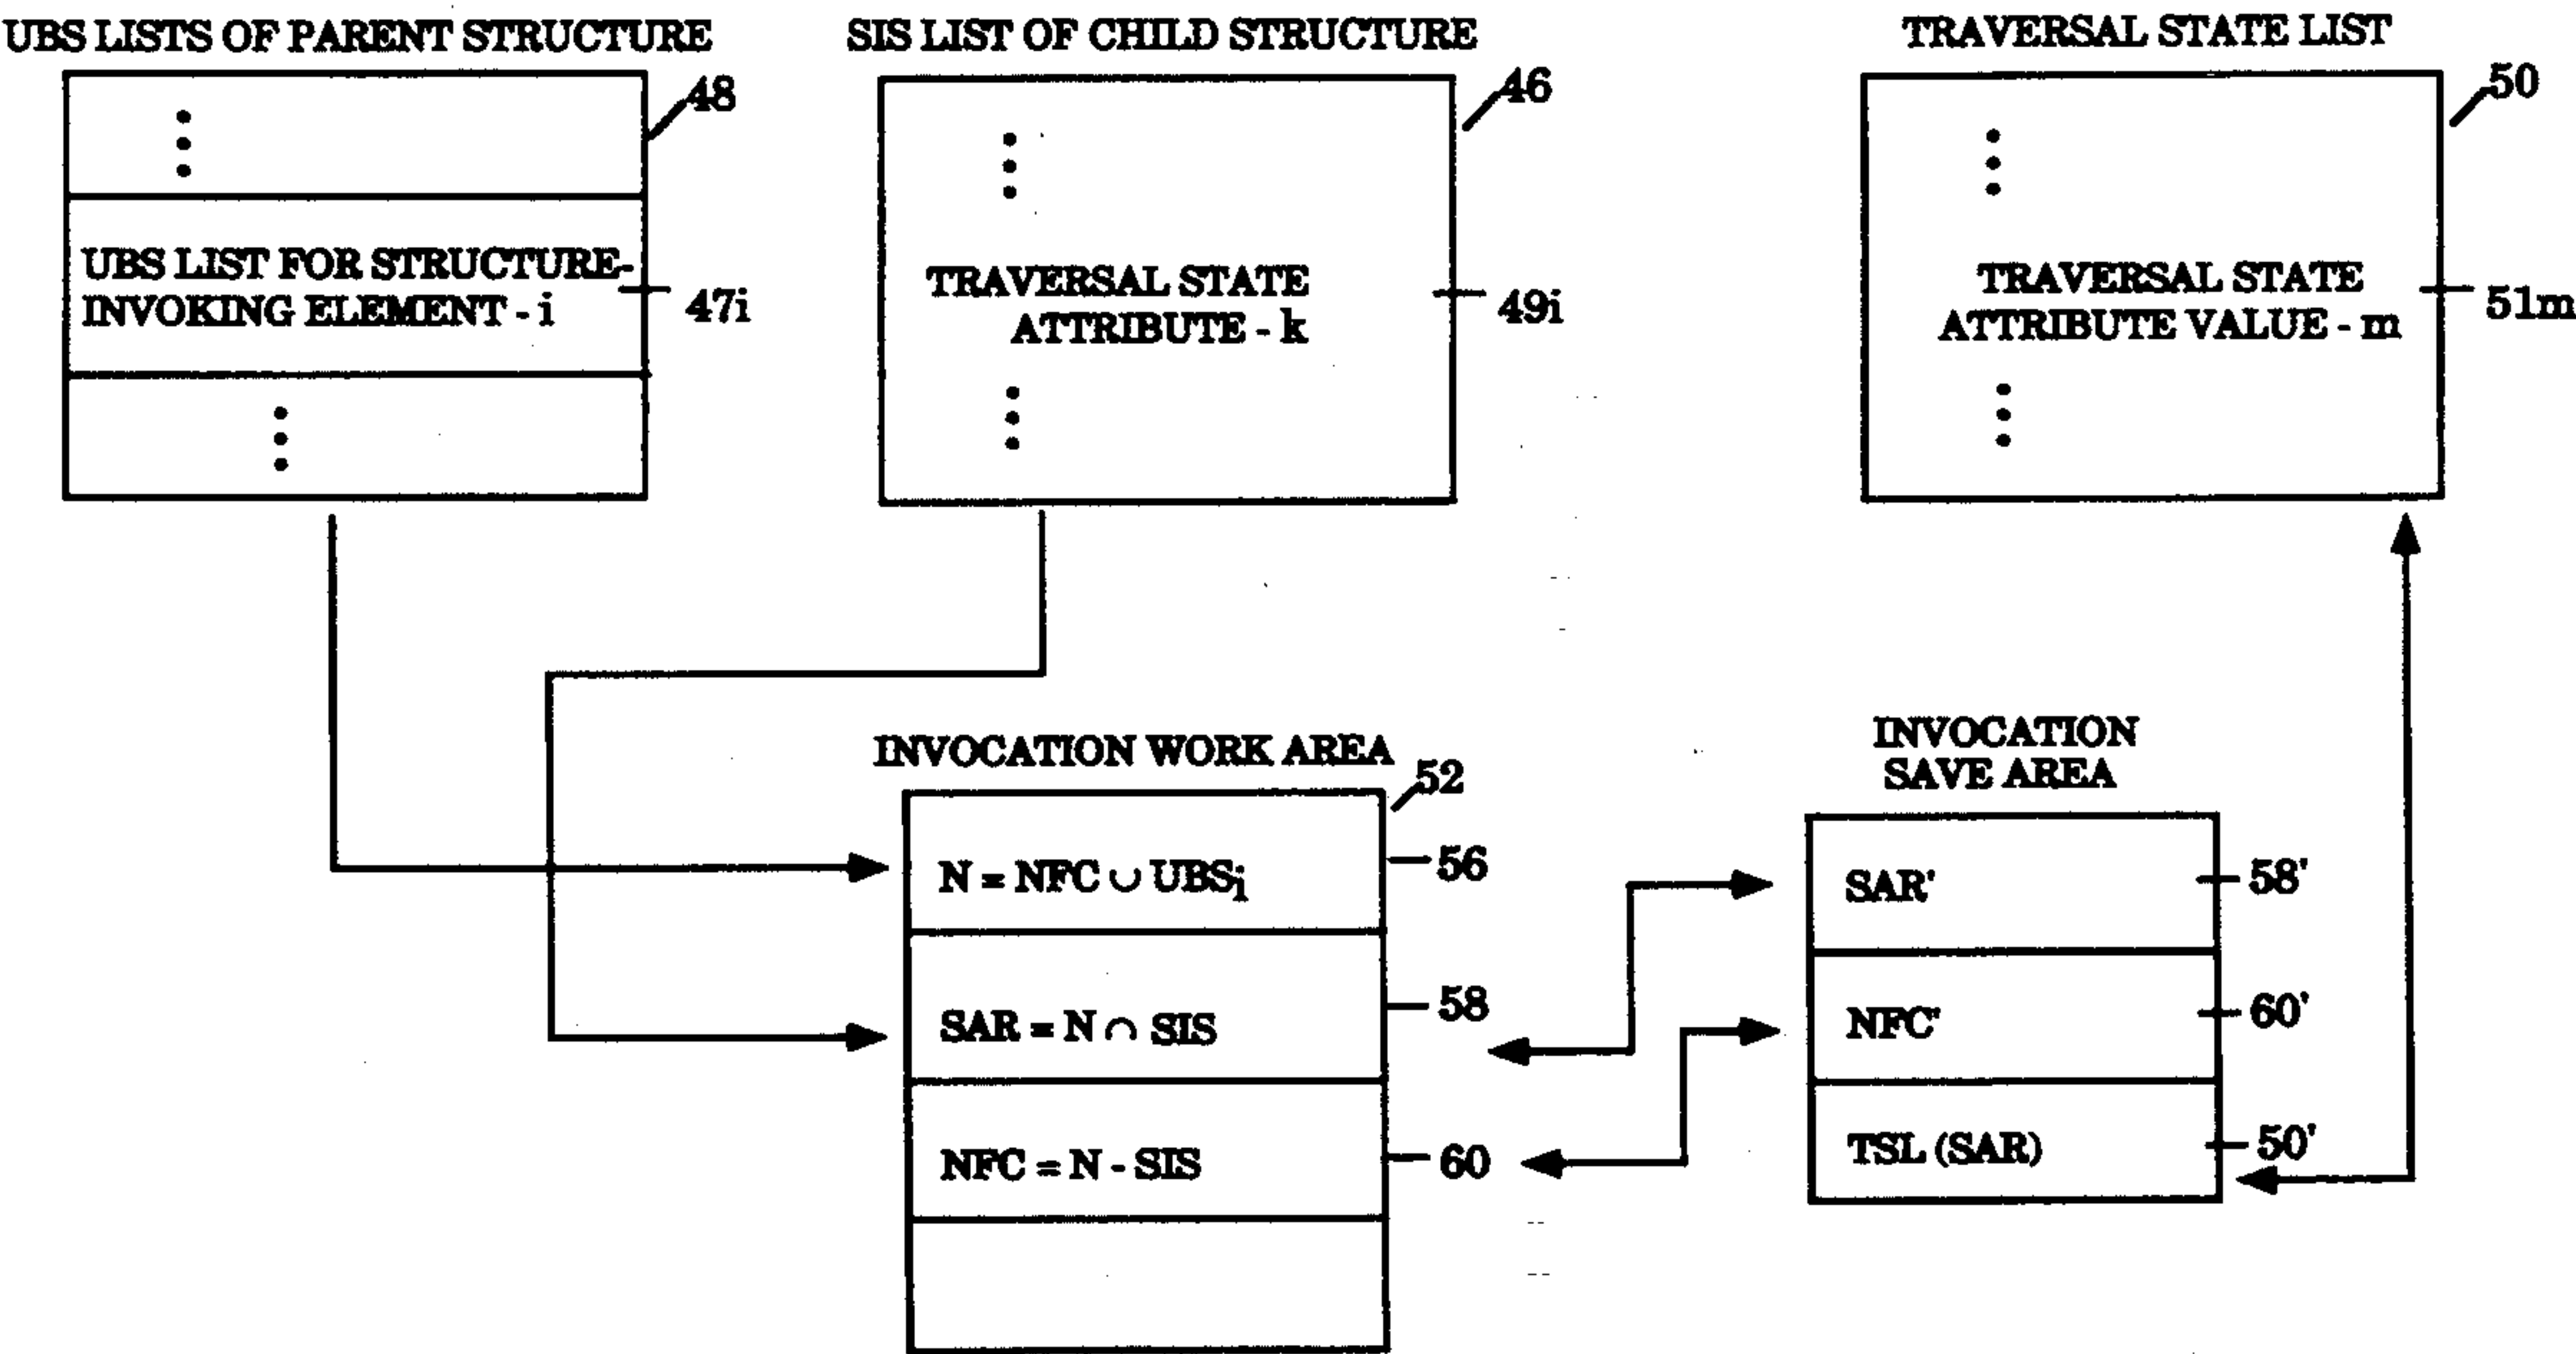 UBS LISTS OF PARENT STRUCTURE
48
UBS LIST FOR STRUCTURE-
INVOKING ELEMENT - i
47i
SIS LIST OF CHILD STRUCTURE
46
TRAVERSAL STATE
ATTRIBUTE - k
49i
TRAVERSAL STATE LIST
50
TRAVERSAL STATE
ATTRIBUTE VALUE - m
51m
INVOCATION WORK AREA
52
N = NFC ∪ UBSi
56
SAR = N ∩ SIS
58
NFC = N - SIS
60
INVOCATION
SAVE AREA
SAR'
58'
NFC'
60'
TSL (SAR)
50'